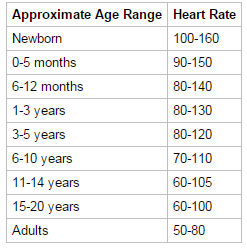 Approximate Age Range Heart Rate
Newborn 100-160
0-5 months 90-150
6-12 months 80-140
1-3 years 80-130
3-5 years 80-120
6-10 years 70-110
11-14 years 60-105
15-20 years 60-100
Adults 50-80